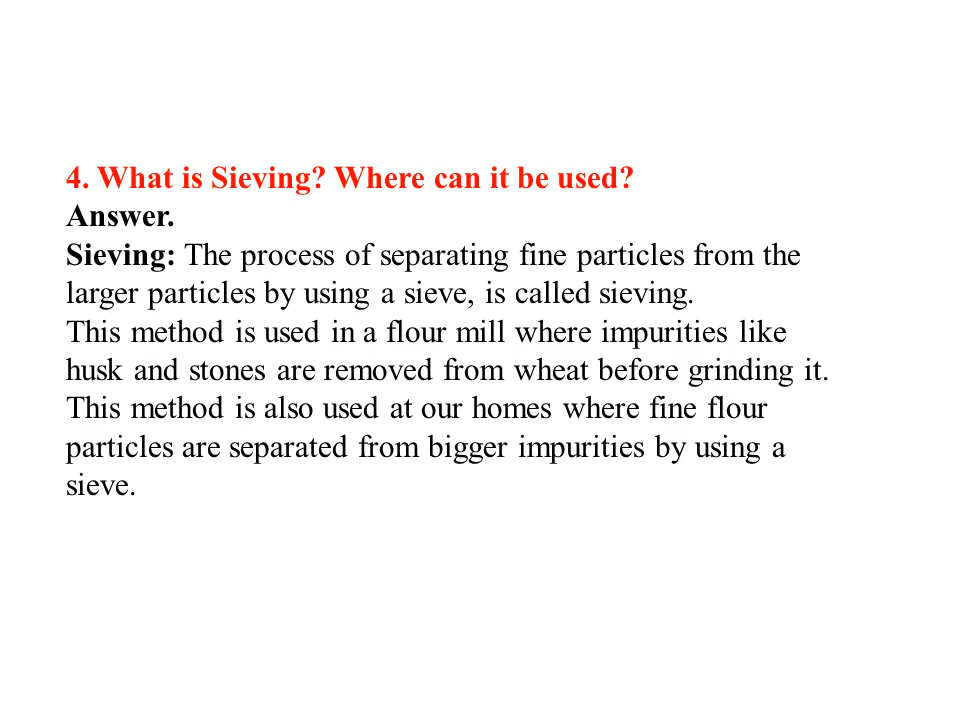 4. What is Sieving? Where can it be used?
Answer.
Sieving: The process of separating fine particles from the
larger particles by using a sieve, is called sieving.
This method is used in a flour mill where impurities like
husk and stones are removed from wheat before grinding it.
This method is also used at our homes where fine flour
particles are separated from bigger impurities by using a
sieve.